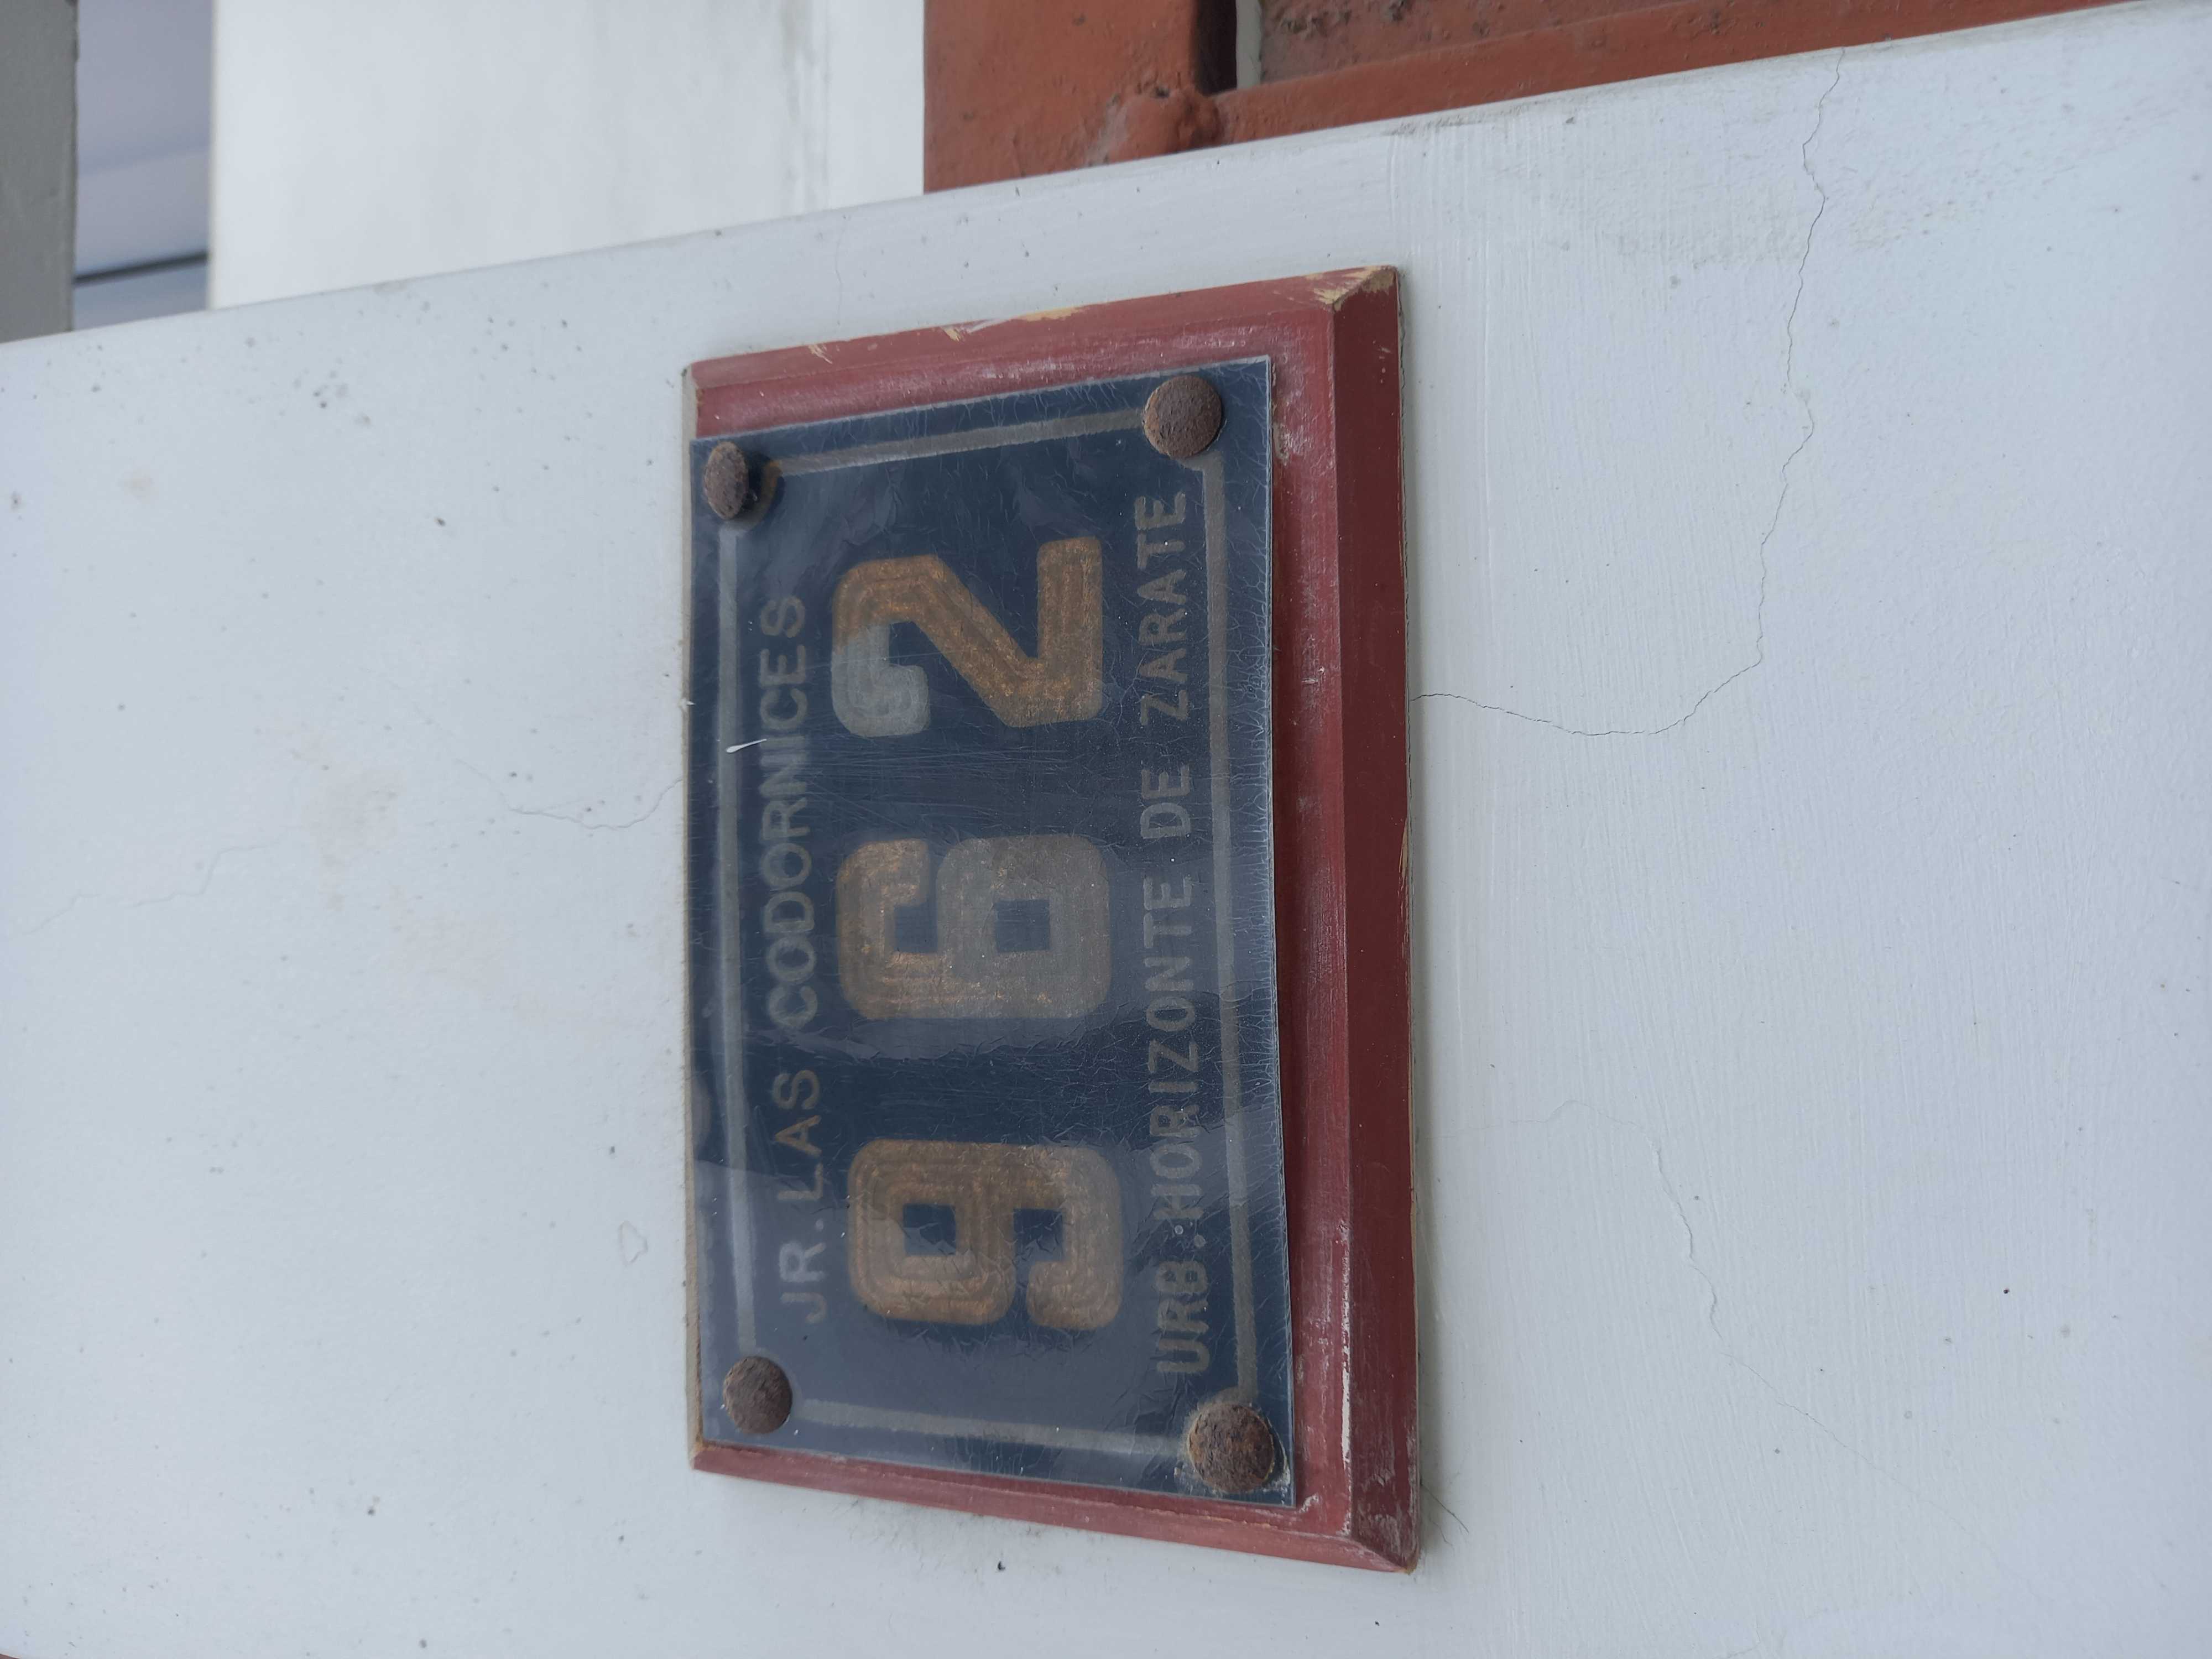 JR. LAS CODORNICES
962
URB.: HORIZONTE DE ZARATE